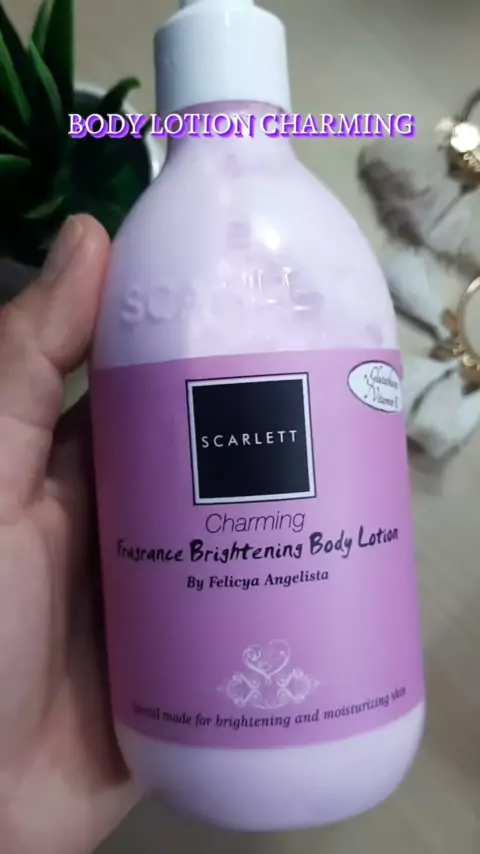 BODY LOTION CHARMING
SCARLETT
Glutathione
Vitamin E
SCARLETT
Charming
Fragrance Brightening Body Lotion
By Felicya Angelista
Special made for brightening and moisturizing skin